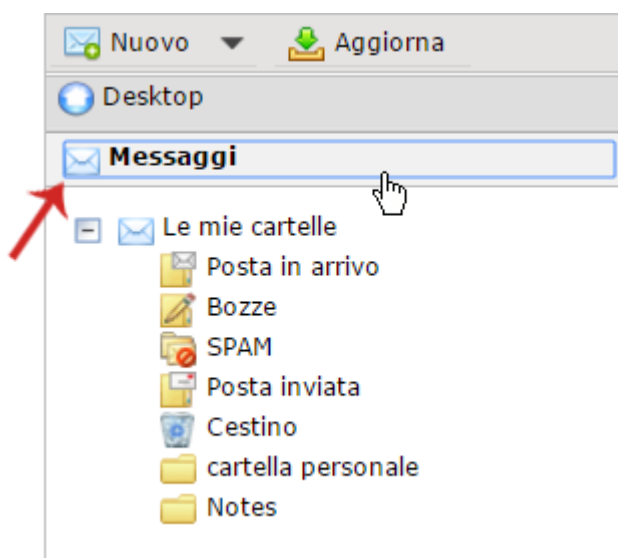 Nuovo Aggiorna
Desktop
Messaggi
Le mie cartelle
Posta in arrivo
Bozze
SPAM
Posta inviata
Cestino
cartella personale
Notes